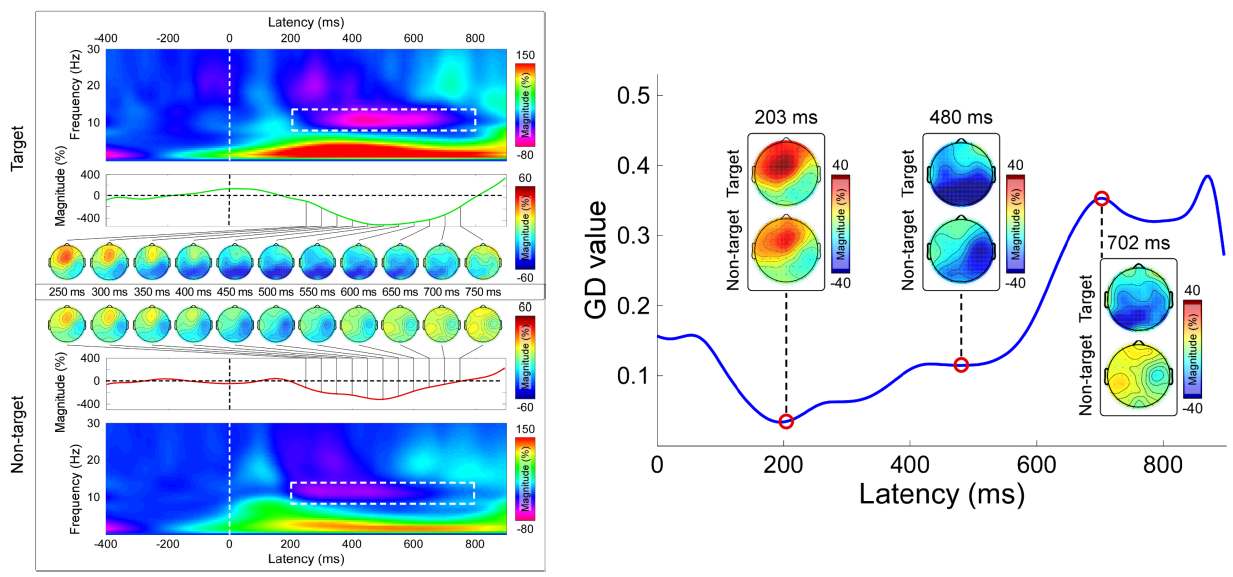 Latency (ms)
-400 -200 0 200 400 600 800
Target
Frequency (Hz)
30
20
10
150
Magnitude (%)
-80
Magnitude (%)
400
0
-400
60
Magnitude (%)
-60
250 ms 300 ms 350 ms 400 ms 450 ms 500 ms 550 ms 600 ms 650 ms 700 ms 750 ms
Non-target
60
Magnitude (%)
-60
Magnitude (%)
400
0
-400
Frequency (Hz)
30
20
10
150
Magnitude (%)
-80
-400 -200 0 200 400 600 800
Latency (ms)
GD value
0.5
0.4
0.3
0.2
0.1
203 ms
Target
Non-target
40
Magnitude (%)
-40
480 ms
Target
Non-target
40
Magnitude (%)
-40
702 ms
Target
Non-target
40
Magnitude (%)
-40
0 200 400 600 800
Latency (ms)